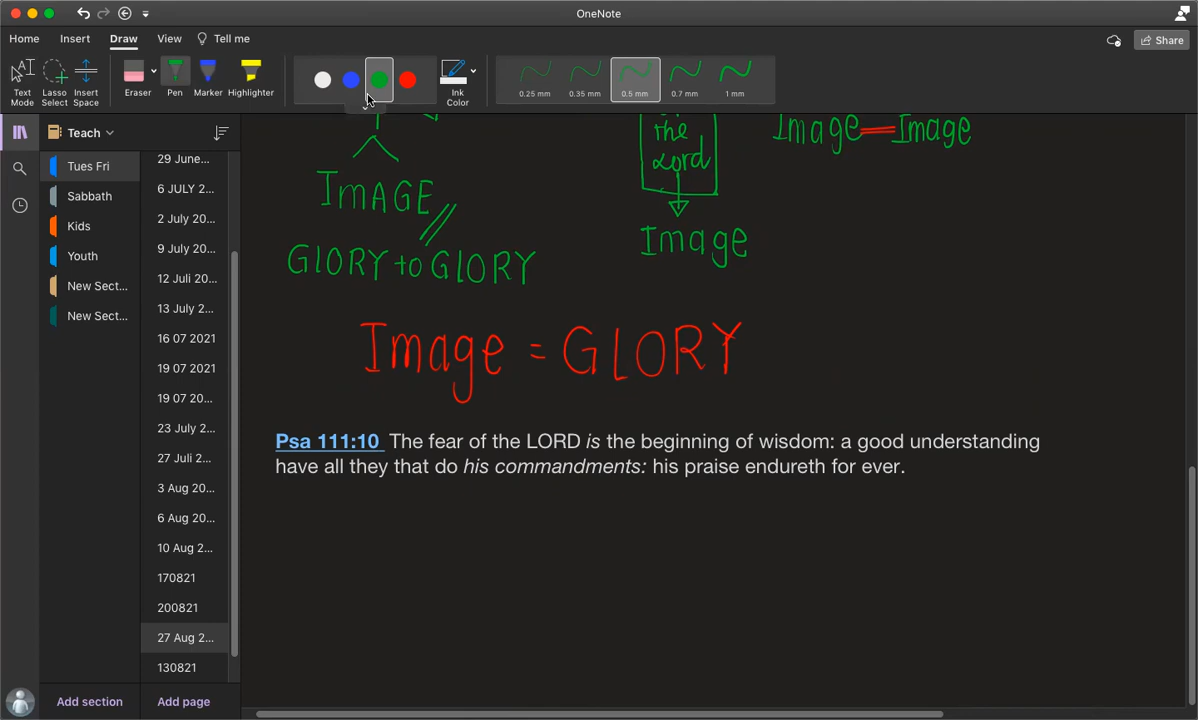 OneNote
Home Insert Draw View Tell me
Share
Text Mode
Lasso Select
Insert Space
Eraser
Pen
Marker
Highlighter
Ink Color
0.25 mm
0.35 mm
0.5 mm
0.7 mm
1 mm
Teach
Tues Fri
Sabbath
Kids
Youth
New Sect...
New Sect...
29 June...
6 JULY 2...
2 July 20...
9 July 20...
12 Juli 20...
13 July 2...
16 07 2021
19 07 2021
19 07 20...
23 July 2...
27 Juli 2...
3 Aug 20...
6 Aug 20...
10 Aug 2...
170821
200821
27 Aug 2...
130821
Add section
Add page
IMAGE
GlORY to GLORY
the
Lord
Image
Image = Image
Image = GLORY
Psa 111:10 The fear of the LORD is the beginning of wisdom: a good understanding
have all they that do his commandments: his praise endureth for ever.